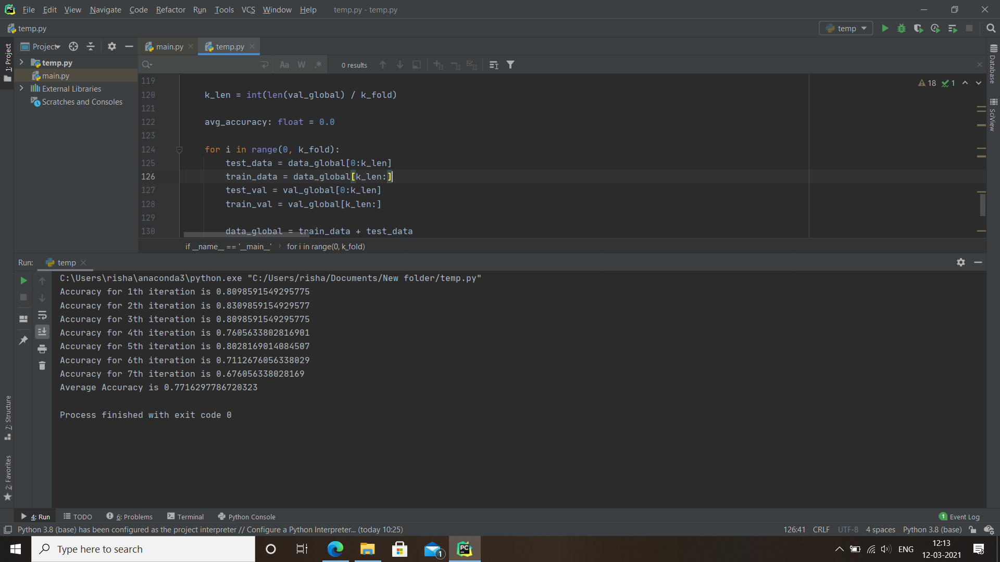 File Edit View Navigate Code Refactor Run Tools VCS Window Help temp.py - temp.py
temp.py temp
1: Project
Project
main.py temp.py
temp.py
main.py
External Libraries
Scratches and Consoles
Aa W .* 0 results
18 1
119
120 k_len = int(len(val_global) / k_fold)
121
122 avg_accuracy: float = 0.0
123
124 for i in range(0, k_fold):
125 test_data = data_global[0:k_len]
126 train_data = data_global[k_len:]
127 test_val = val_global[0:k_len]
128 train_val = val_global[k_len:]
129
130 data_global = train_data + test_data
if __name__ == '__main__' for i in range(0, k_fold)
Database
SciView
Run: temp
C:\Users\risha\anaconda3\python.exe "C:/Users/risha/Documents/New folder/temp.py"
Accuracy for 1th iteration is 0.8098591549295775
Accuracy for 2th iteration is 0.8309859154929577
Accuracy for 3th iteration is 0.8098591549295775
Accuracy for 4th iteration is 0.7605633802816901
Accuracy for 5th iteration is 0.8028169014084507
Accuracy for 6th iteration is 0.7112676056338029
Accuracy for 7th iteration is 0.676056338028169
Average Accuracy is 0.7716297786720323
Process finished with exit code 0
7: Structure
2: Favorites
4: Run TODO 6: Problems Terminal Python Console 1 Event Log
Python 3.8 (base) has been configured as the project interpreter // Configure a Python Interpreter... (today 10:25) 126:41 CRLF UTF-8 4 spaces Python 3.8 (base)
Type here to search 1 PC ENG 12:13
12-03-2021